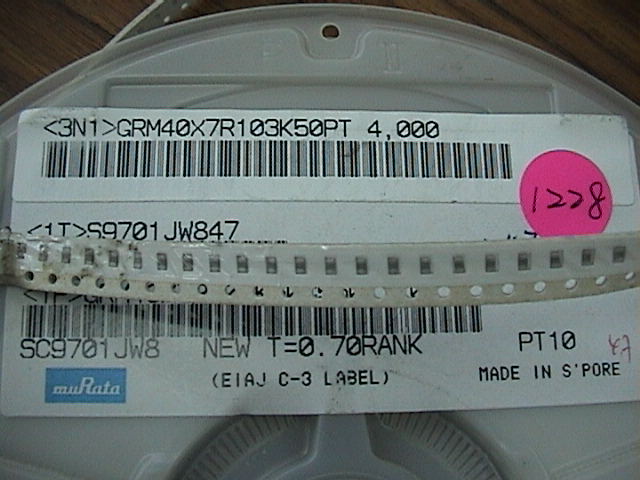 <3N1>GRM40X7R103K50PT 4,000
1228
<1T>S9701JW847
SC9701JW8 NEW T=0.70RANK PT10
muRata (EIAJ C-3 LABEL) MADE IN S'PORE